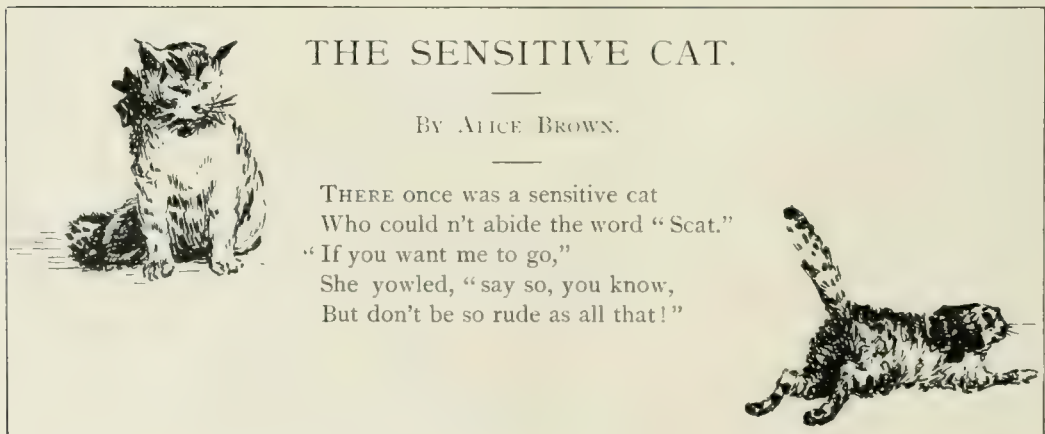 THE SENSITIVE CAT.
BY ALICE BROWN.
THERE once was a sensitive cat
Who could n't abide the word "Scat."
"If you want me to go,"
She yowled, "say so, you know,
But don't be so rude as all that!"